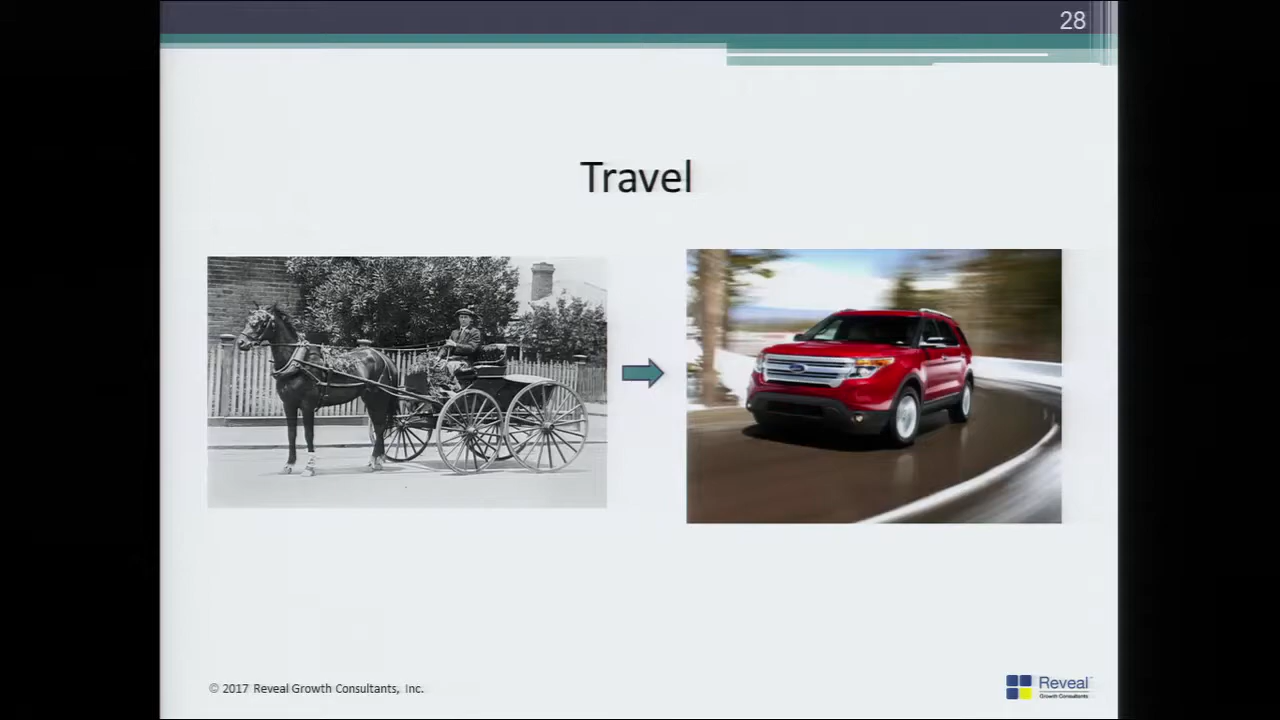 28
Travel
© 2017 Reveal Growth Consultants, Inc.
Reveal
Growth Consultants